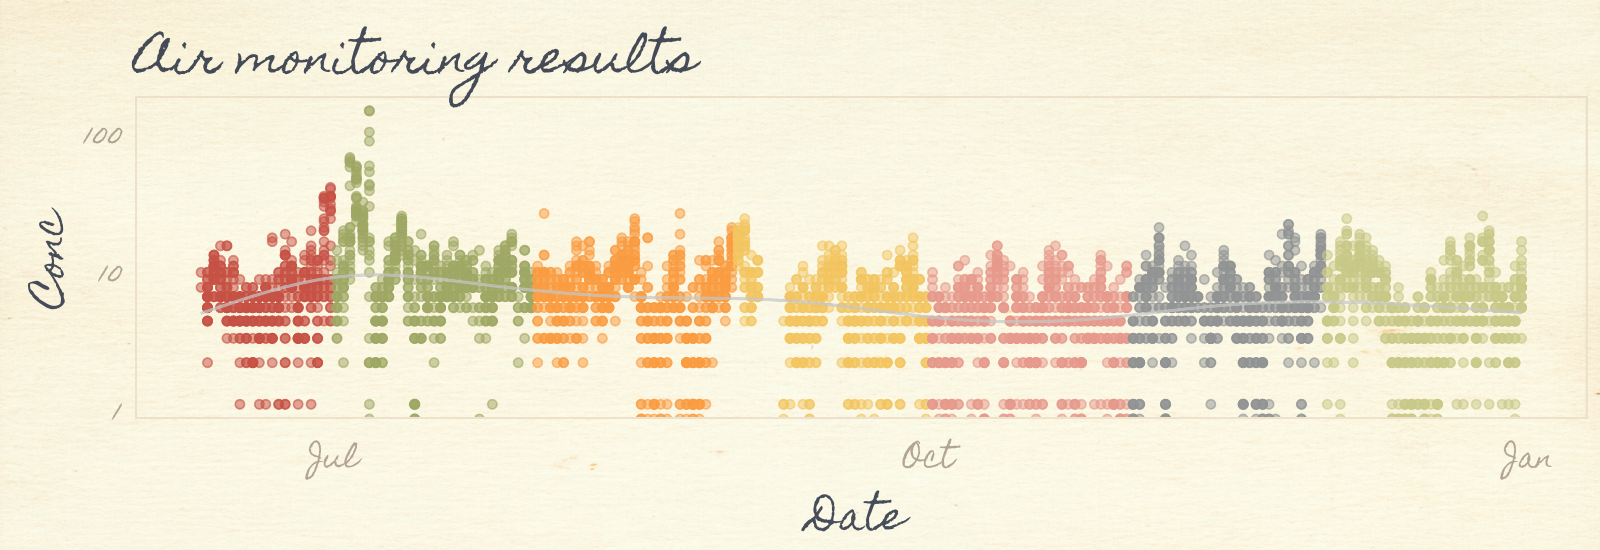 Air monitoring results
100
10
1
Conc
Jul
Oct
Jan
Date